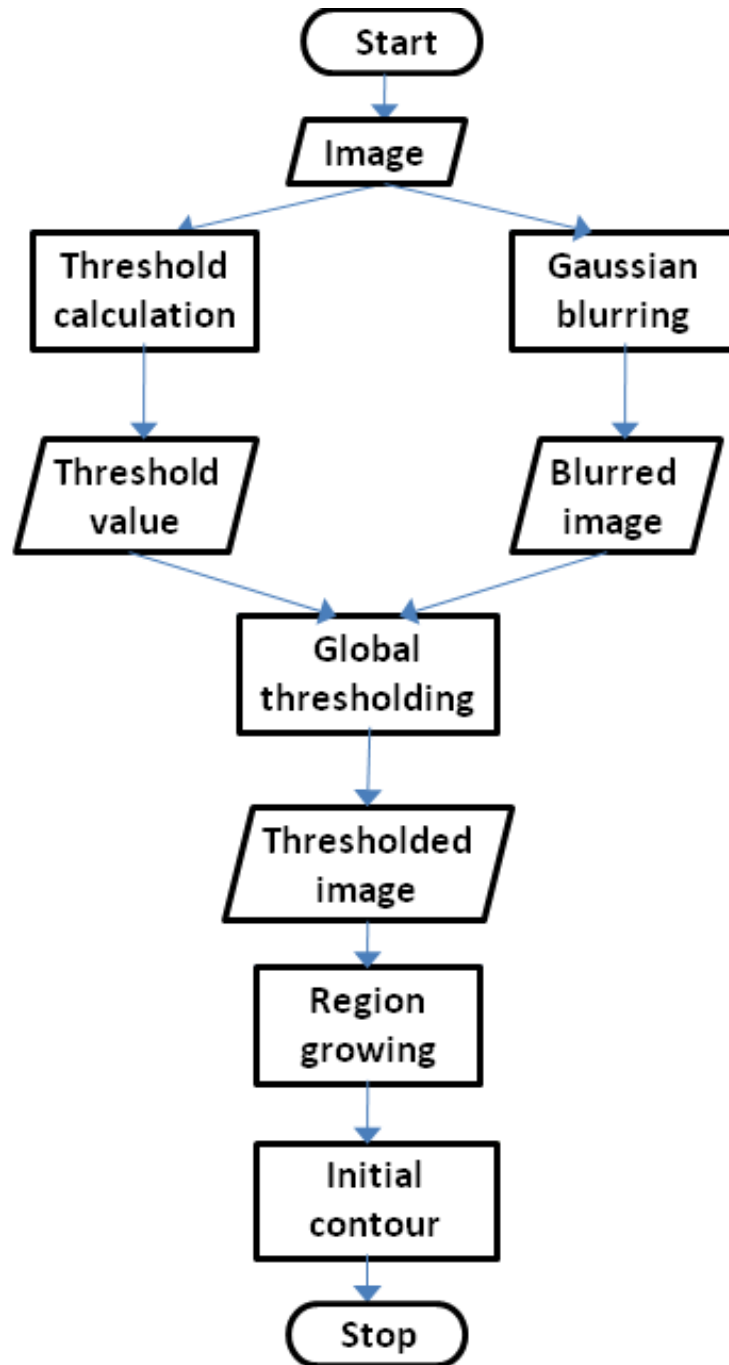 Start
Image
Threshold
calculation
Gaussian
blurring
Threshold
value
Blurred
image
Global
thresholding
Thresholded
image
Region
growing
Initial
contour
Stop